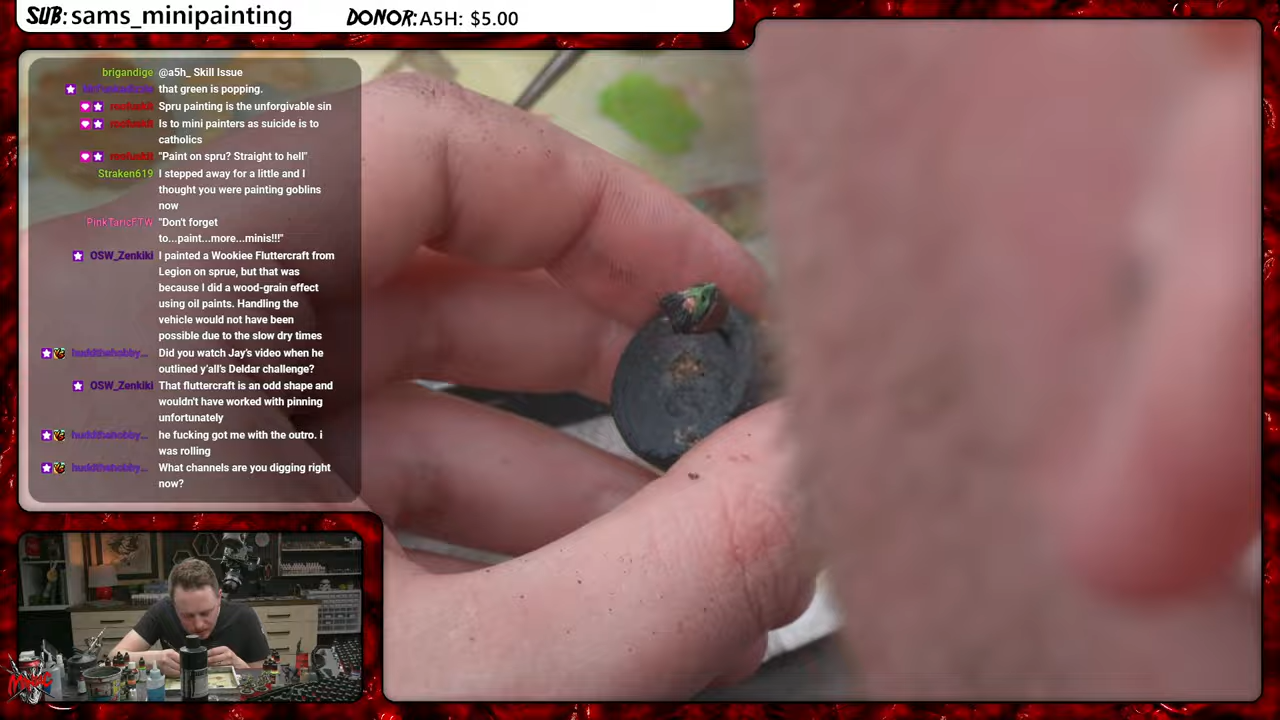 SUB: sams_minipainting DONOR: A5H: $5.00
brigandige @a5h_ Skill Issue
that green is popping.
Spru painting is the unforgivable sin
Is to mini painters as suicide is to
catholics
"Paint on spru? Straight to hell"
Straken619 I stepped away for a little and I
thought you were painting goblins
now
PinkTaricFTW "Don't forget
to...paint...more...minis!!!"
OSW_Zenkiki I painted a Wookiee Fluttercraft from
Legion on sprue, but that was
because I did a wood-grain effect
using oil paints. Handling the
vehicle would not have been
possible due to the slow dry times
Did you watch Jay's video when he
outlined y'all's Deldar challenge?
OSW_Zenkiki That fluttercraft is an odd shape and
wouldn't have worked with pinning
unfortunately
he fucking got me with the outro. i
was rolling
What channels are you digging right
now?